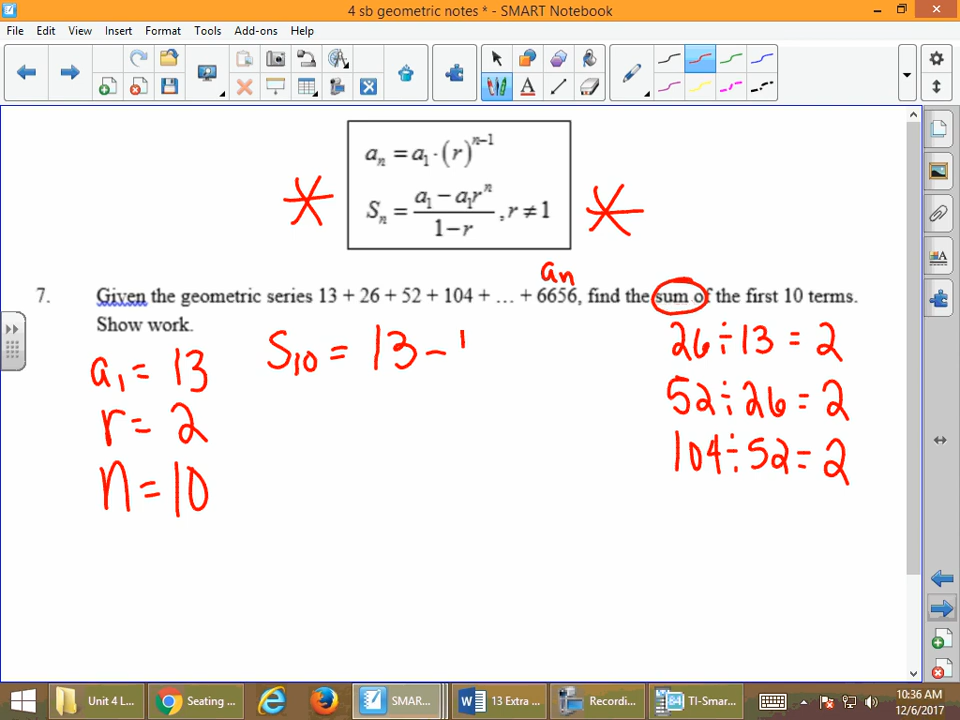 4 sb geometric notes * - SMART Notebook
File Edit View Insert Format Tools Add-ons Help
aₙ = a₁ · (r)ⁿ⁻¹
Sₙ = (a₁ − a₁rⁿ)/(1 − r), r ≠ 1
an
7. Given the geometric series 13 + 26 + 52 + 104 + … + 6656, find the sum of the first 10 terms.
Show work.
a₁ = 13
r = 2
n = 10
S₁₀ = 13 -
26 ÷ 13 = 2
52 ÷ 26 = 2
104 ÷ 52 = 2
Unit 4 L... Seating ... SMAR... 13 Extra ... Recordi... TI-Smar...
10:36 AM
12/6/2017